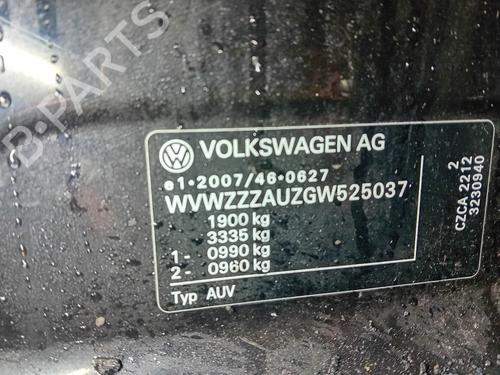 B-PARTS
VOLKSWAGEN AG
e1*2007/46*0627
WVWZZZAUZGW525037
1900 kg
3335 kg
1- 0990 kg
2- 0960 kg
Typ AUV
2
CZCA 2212
3230940